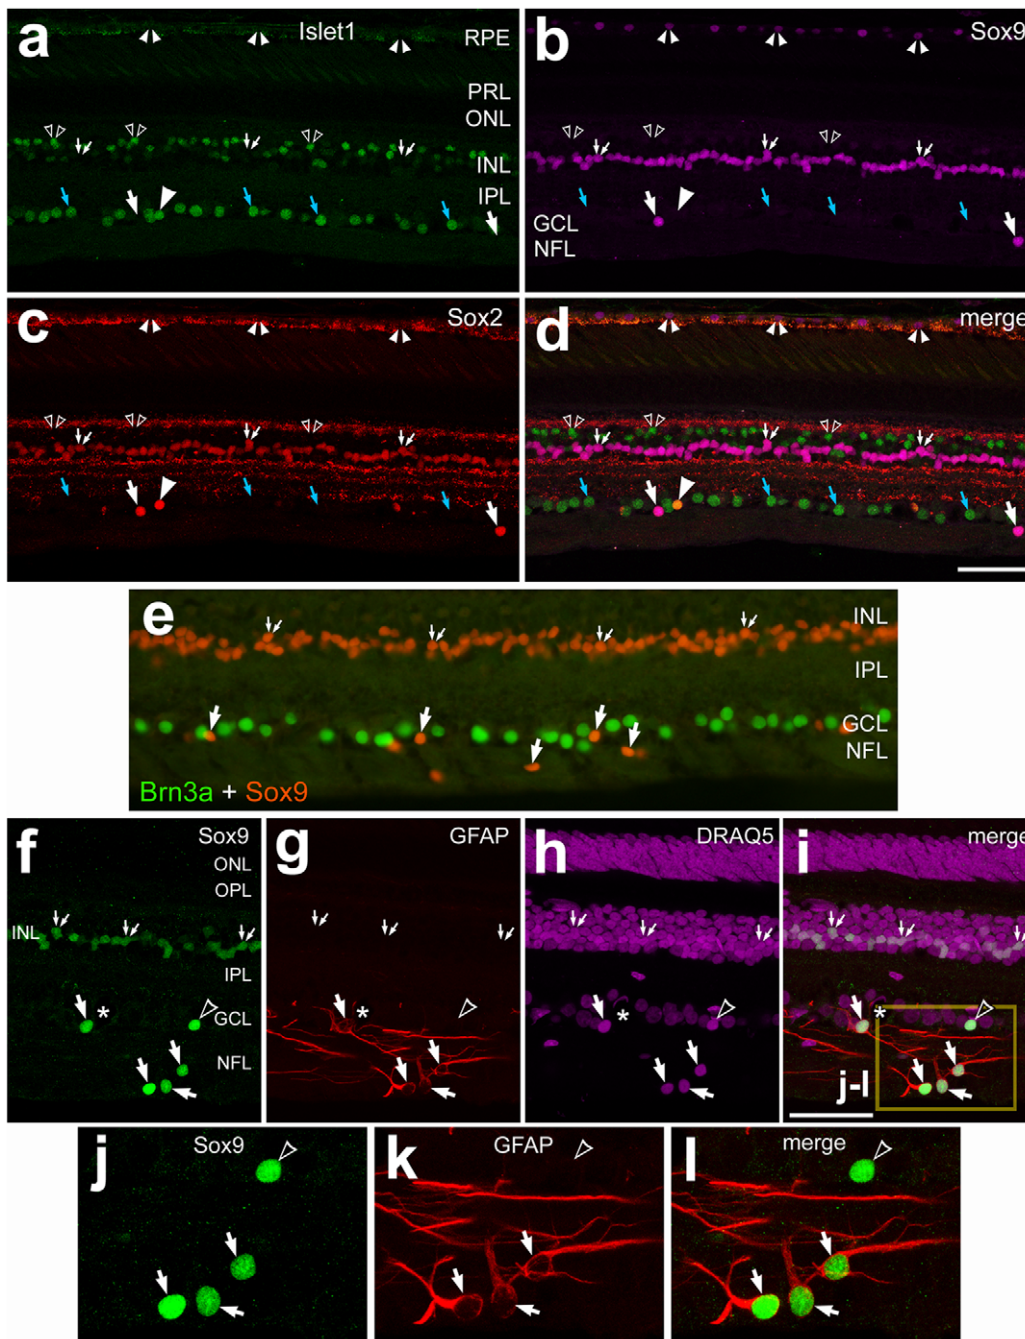 a
Islet1
RPE
PRL
ONL
INL
IPL
b
Sox9
GCL
NFL
c
Sox2
d
merge
e
INL
IPL
GCL
NFL
Brn3a + Sox9
f
Sox9
ONL
OPL
INL
IPL
*
GCL
NFL
g
GFAP
*
h
DRAQ5
*
i
merge
*
j-l
j
Sox9
k
GFAP
l
merge